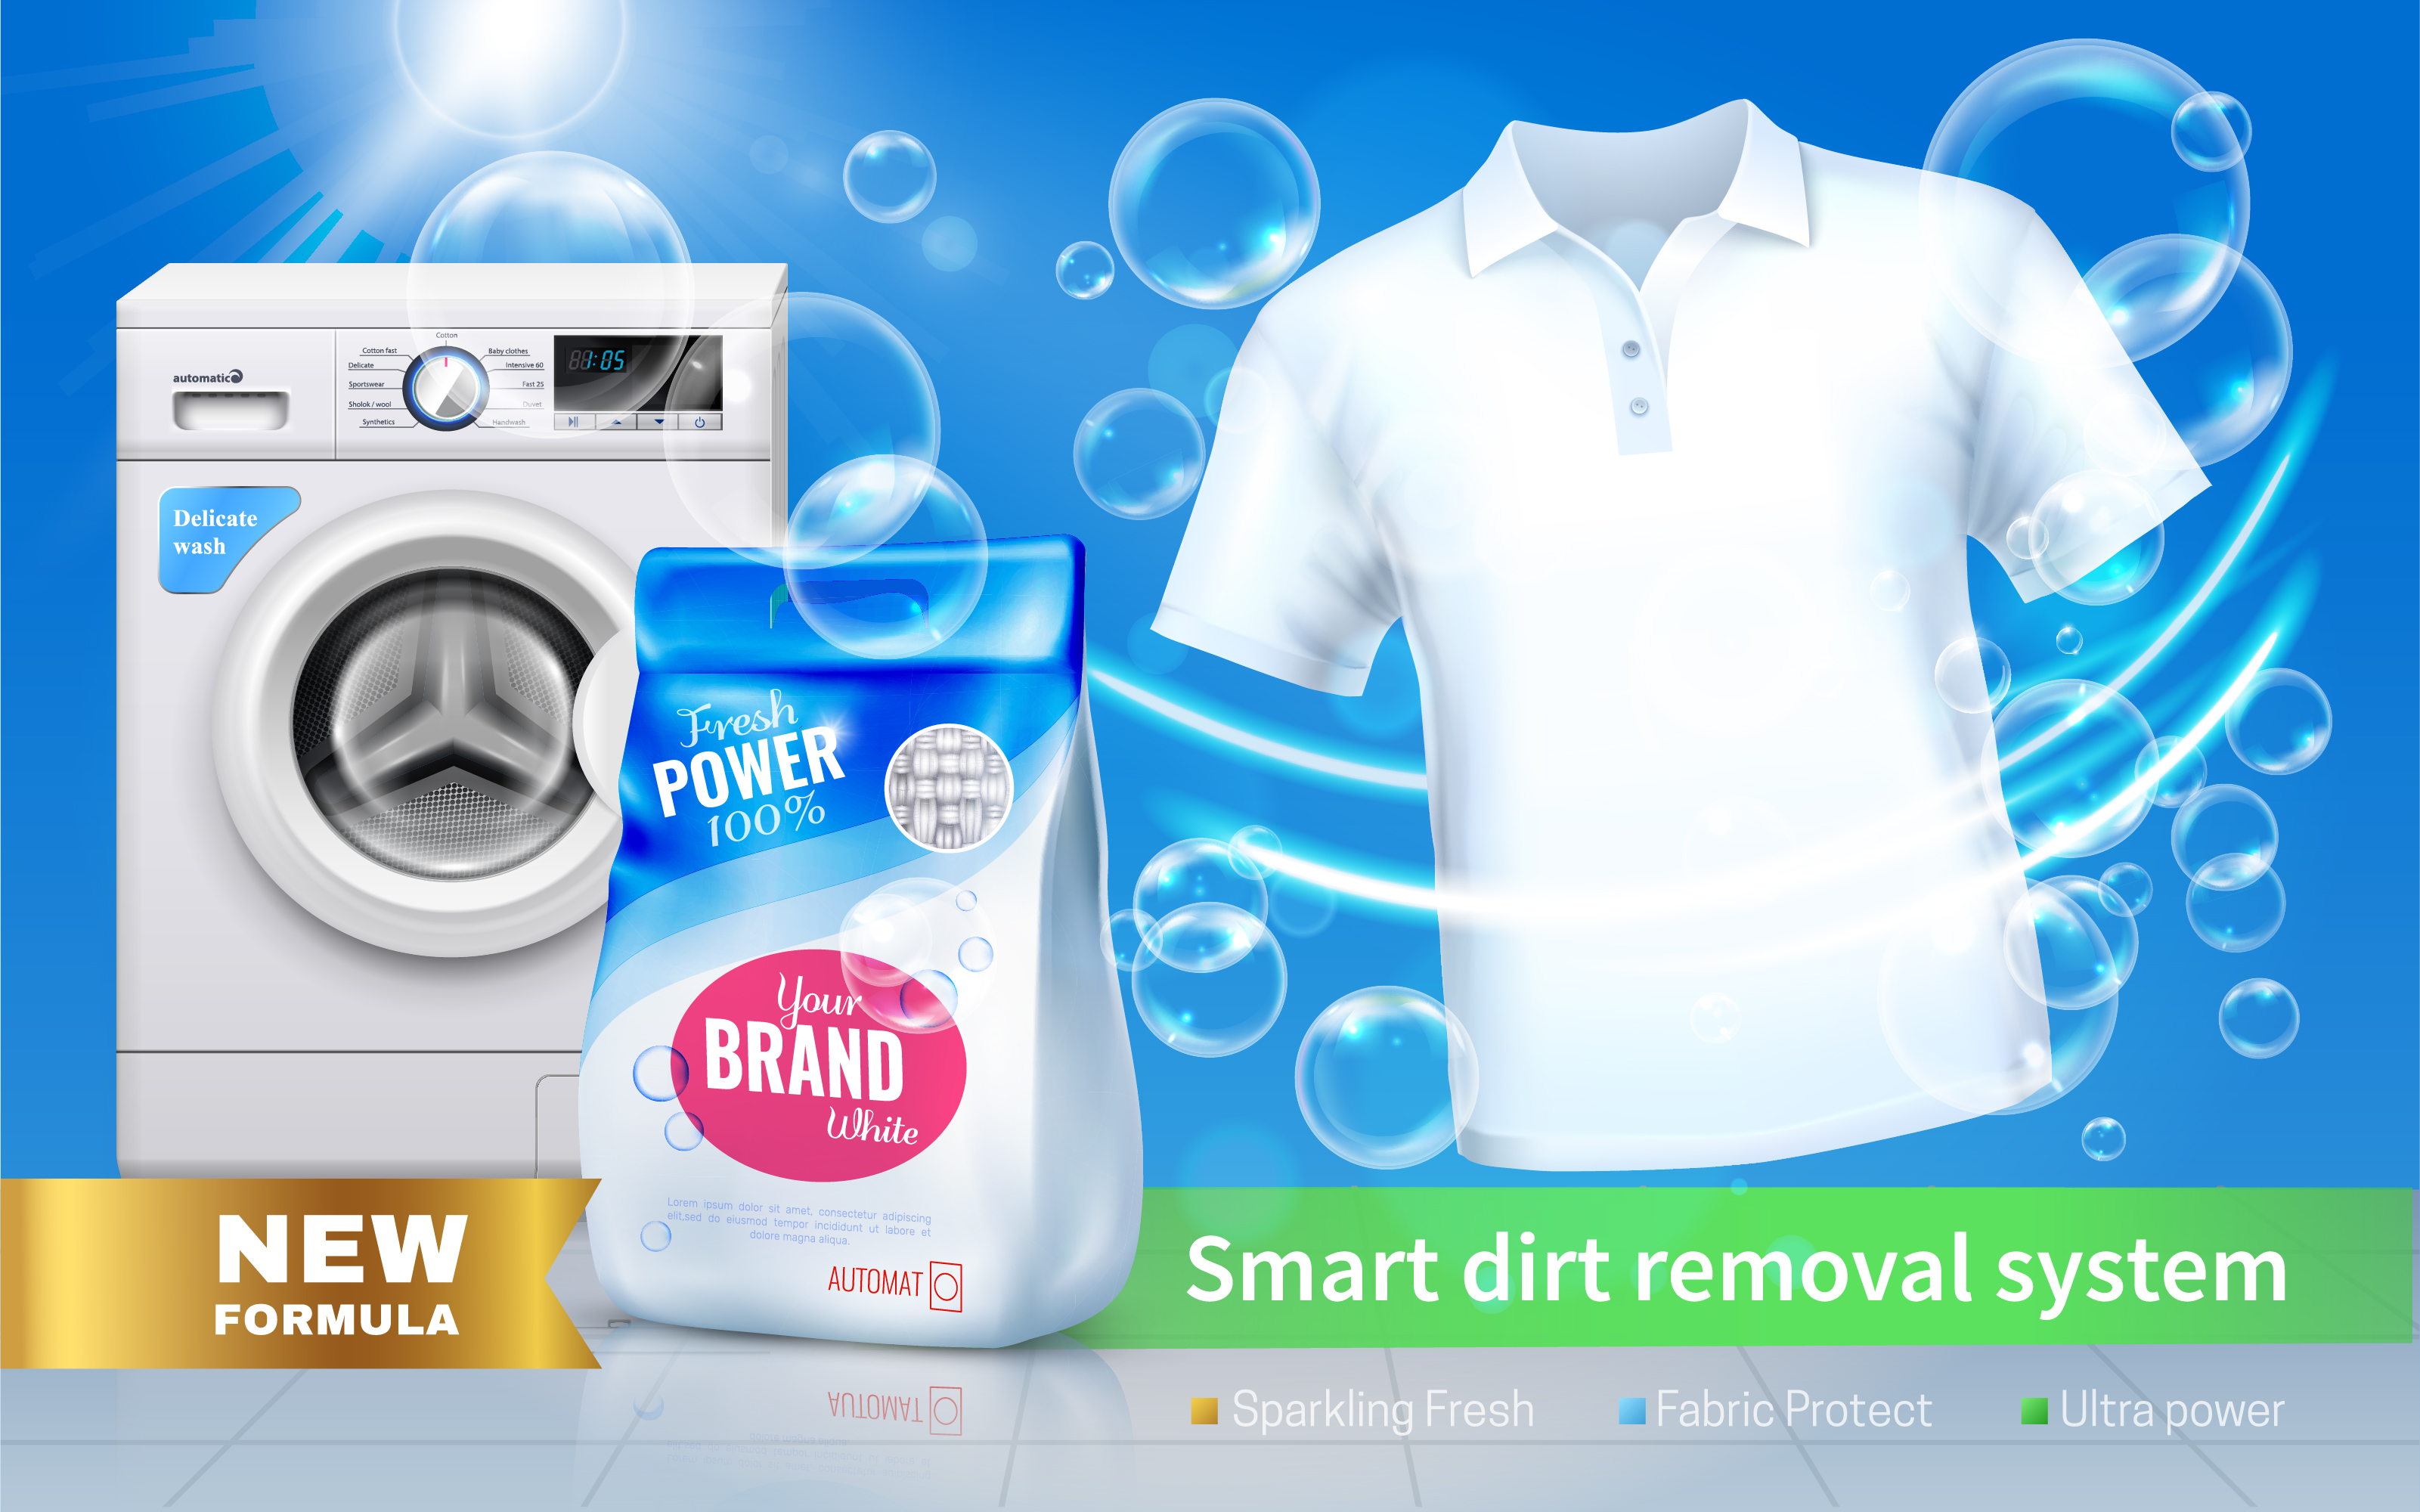 automatic
Cotton
Cotton fast
Delicate
Sportswear
Sholok / wool
Synthetics
Baby clothes
Intensive 60
Fast 25
Duvet
Handwash
1:05
Delicate
wash
Fresh
POWER
100%
Your
BRAND
White
Lorem ipsum dolor sit amet, consectetur adipiscing
elit,sed do eiusmod tempor incididunt ut labore et
dolore magna aliqua.
AUTOMAT
NEW
FORMULA
Smart dirt removal system
Sparkling Fresh
Fabric Protect
Ultra power